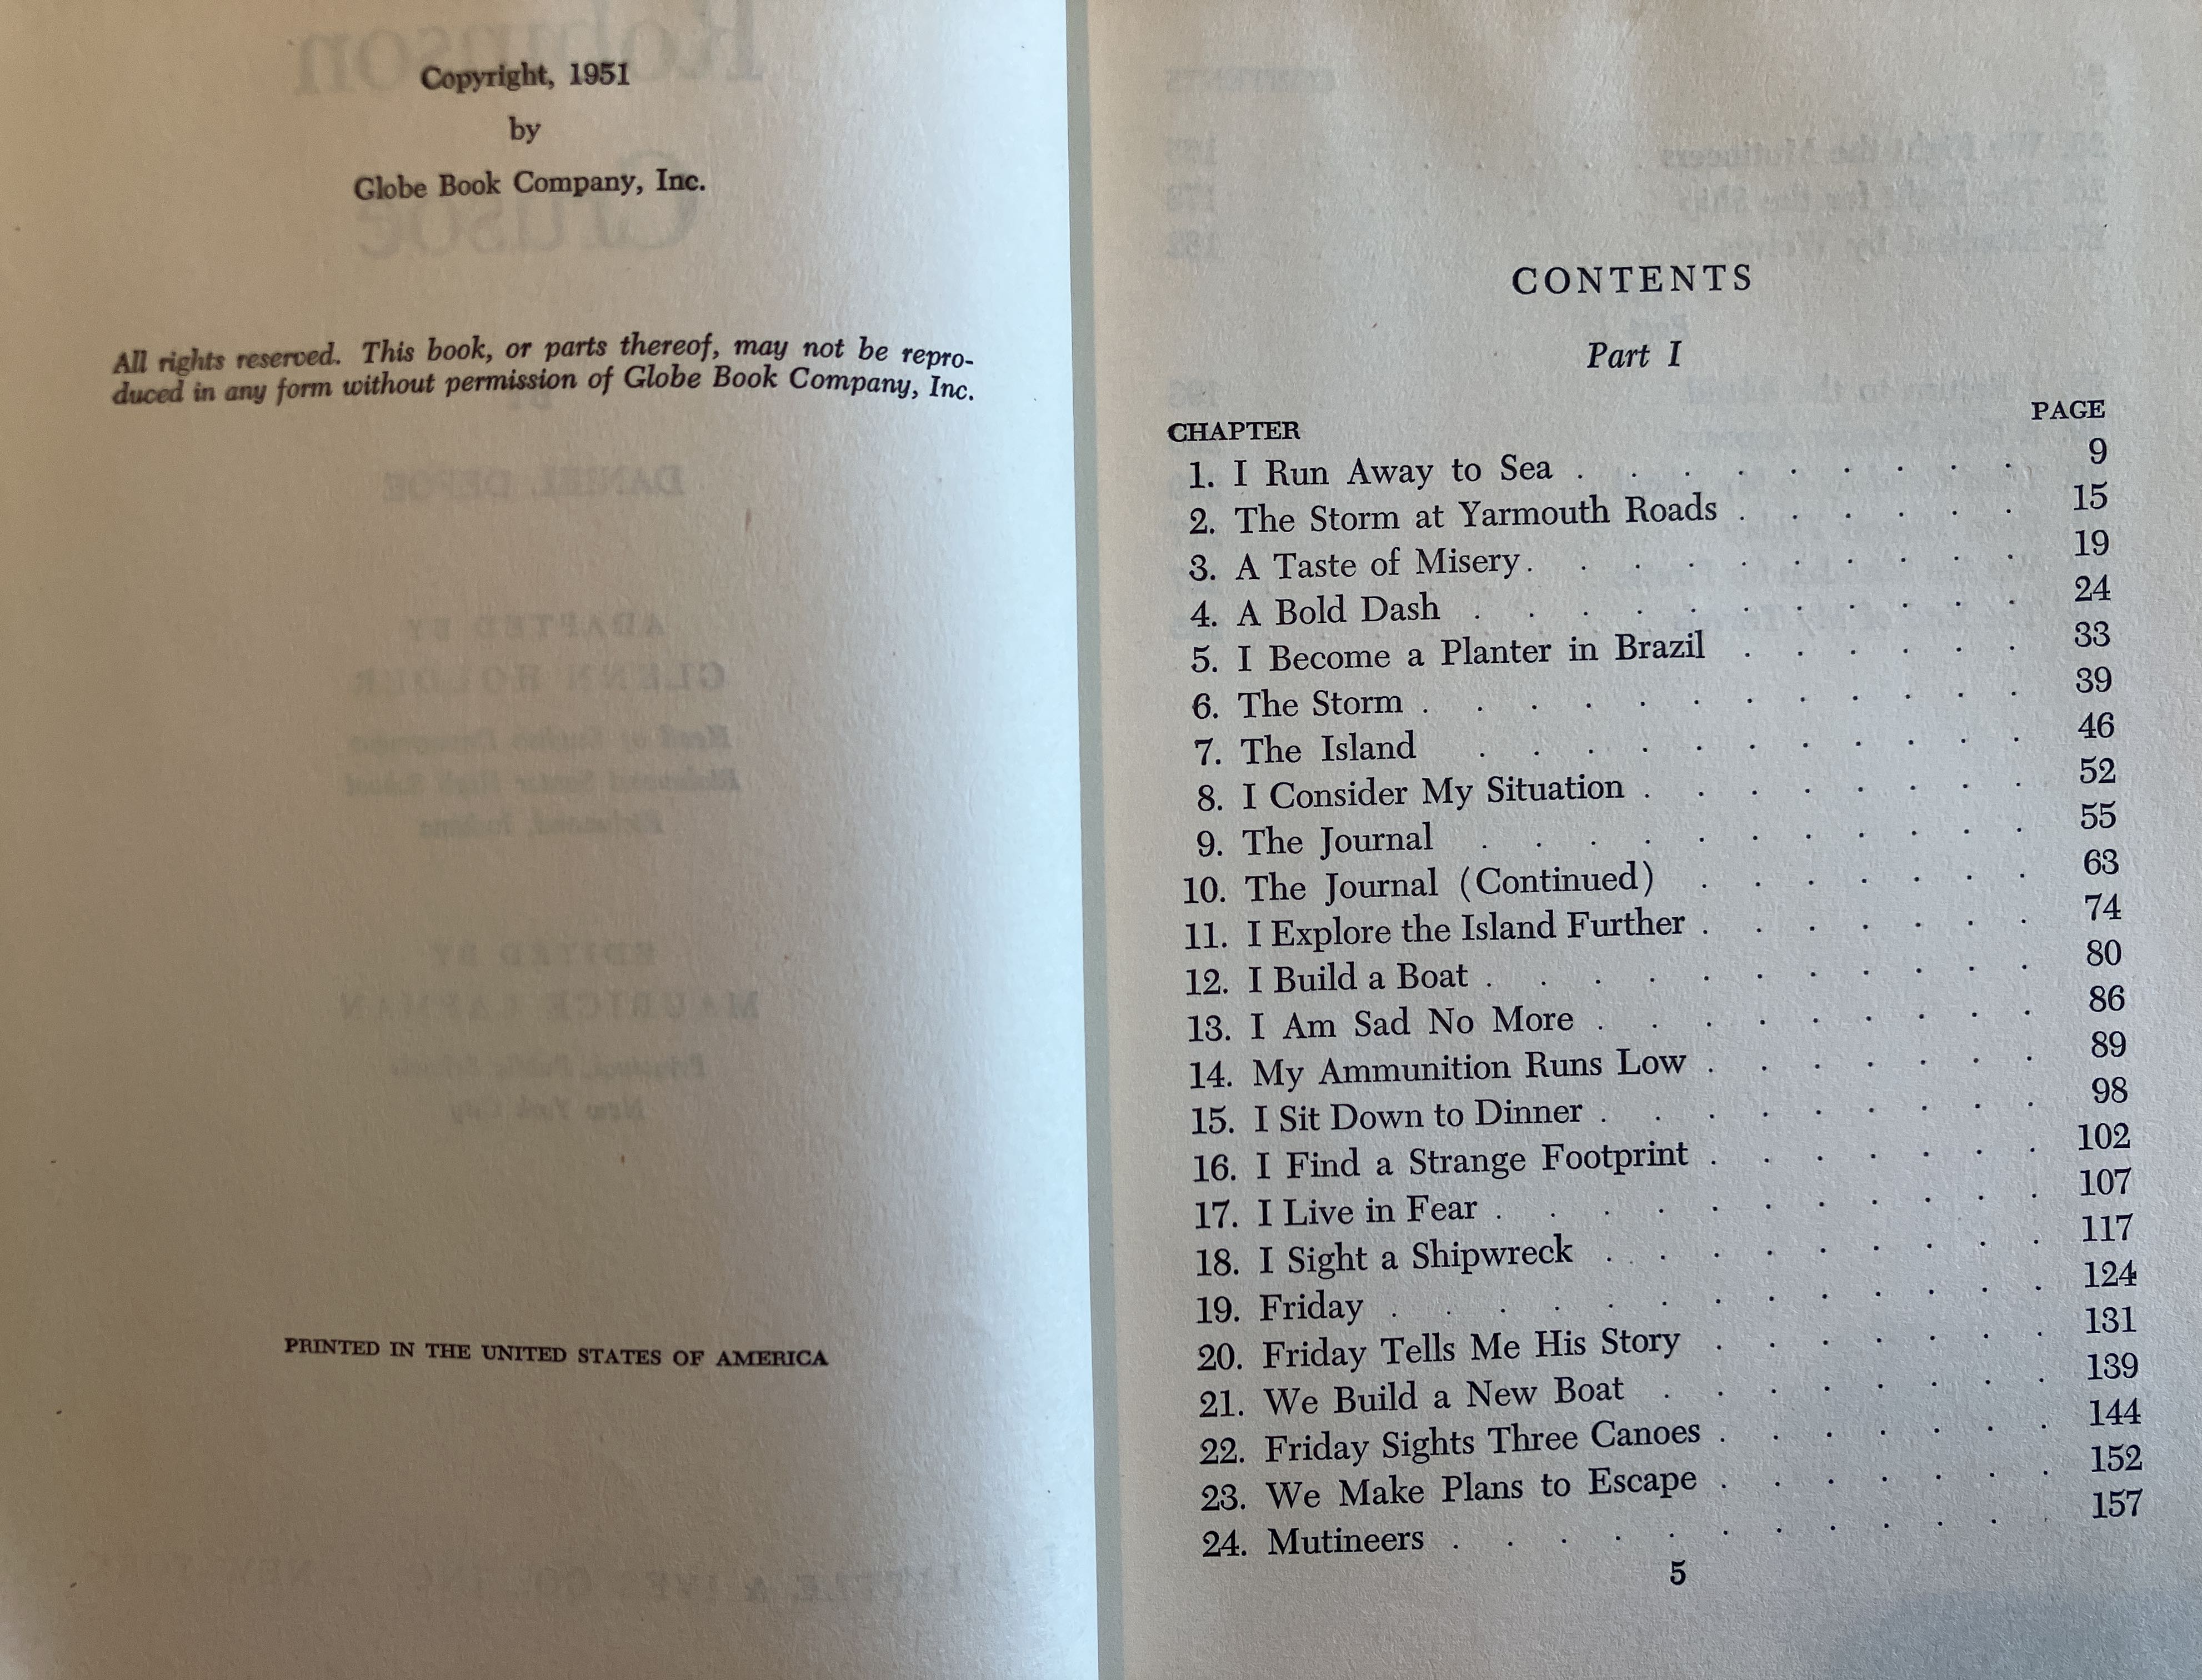 Copyright, 1951
by
Globe Book Company, Inc.
All rights reserved. This book, or parts thereof, may not be repro-
duced in any form without permission of Globe Book Company, Inc.
PRINTED IN THE UNITED STATES OF AMERICA
CONTENTS
Part I
CHAPTER PAGE
1. I Run Away to Sea . . . . . . . . . 9
2. The Storm at Yarmouth Roads . . . . . . 15
3. A Taste of Misery . . . . . . . . . . 19
4. A Bold Dash . . . . . . . . . . . 24
5. I Become a Planter in Brazil . . . . . . 33
6. The Storm . . . . . . . . . . . . 39
7. The Island . . . . . . . . . . . 46
8. I Consider My Situation . . . . . . . . 52
9. The Journal . . . . . . . . . . . 55
10. The Journal (Continued) . . . . . . . 63
11. I Explore the Island Further . . . . . . . 74
12. I Build a Boat . . . . . . . . . . . 80
13. I Am Sad No More . . . . . . . . . 86
14. My Ammunition Runs Low . . . . . . . 89
15. I Sit Down to Dinner . . . . . . . . . 98
16. I Find a Strange Footprint . . . . . . . 102
17. I Live in Fear . . . . . . . . . . . 107
18. I Sight a Shipwreck . . . . . . . . . 117
19. Friday . . . . . . . . . . . . . 124
20. Friday Tells Me His Story . . . . . . . 131
21. We Build a New Boat . . . . . . . . 139
22. Friday Sights Three Canoes . . . . . . . 144
23. We Make Plans to Escape . . . . . . . 152
24. Mutineers . . . . . . . . . . . . 157
5